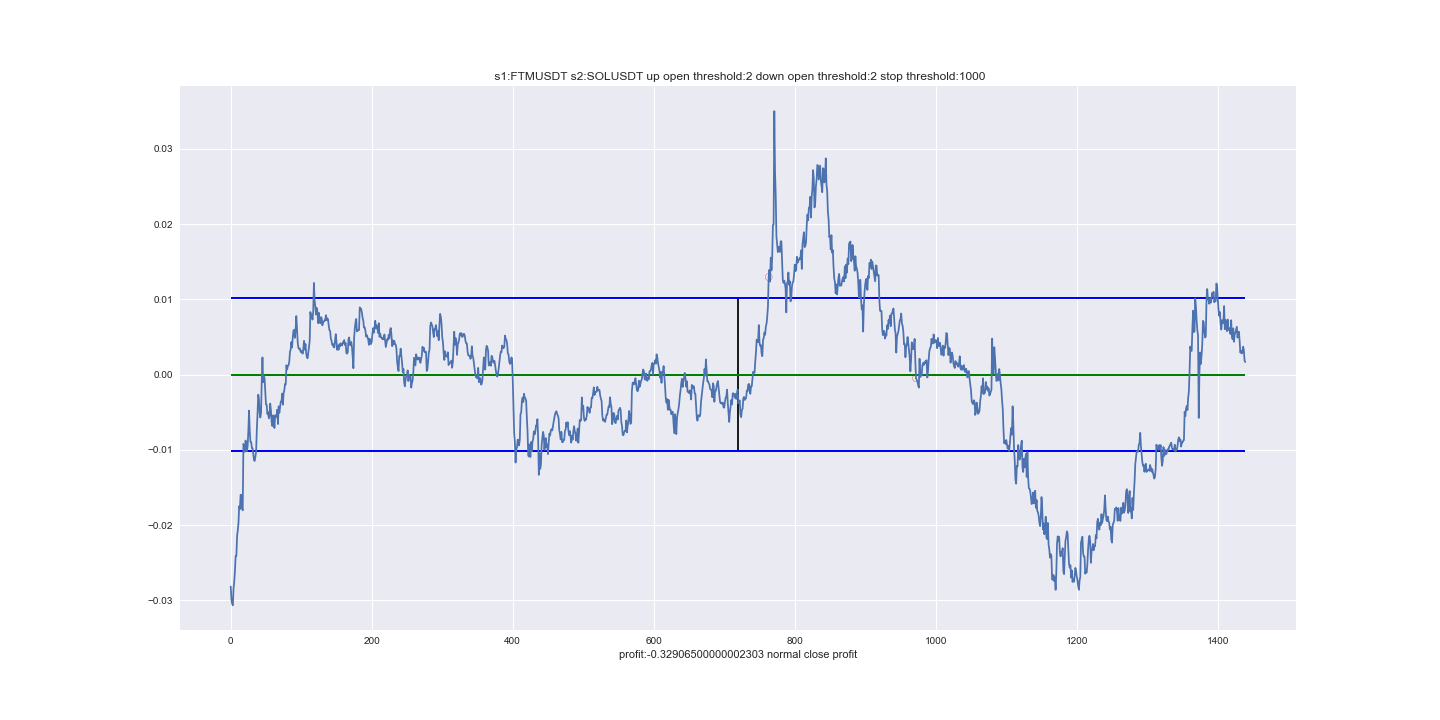 s1:FTMUSDT s2:SOLUSDT up open threshold:2 down open threshold:2 stop threshold:1000
0.03
0.02
0.01
0.00
−0.01
−0.02
−0.03
0 200 400 600 800 1000 1200 1400
profit:-0.32906500000002303 normal close profit